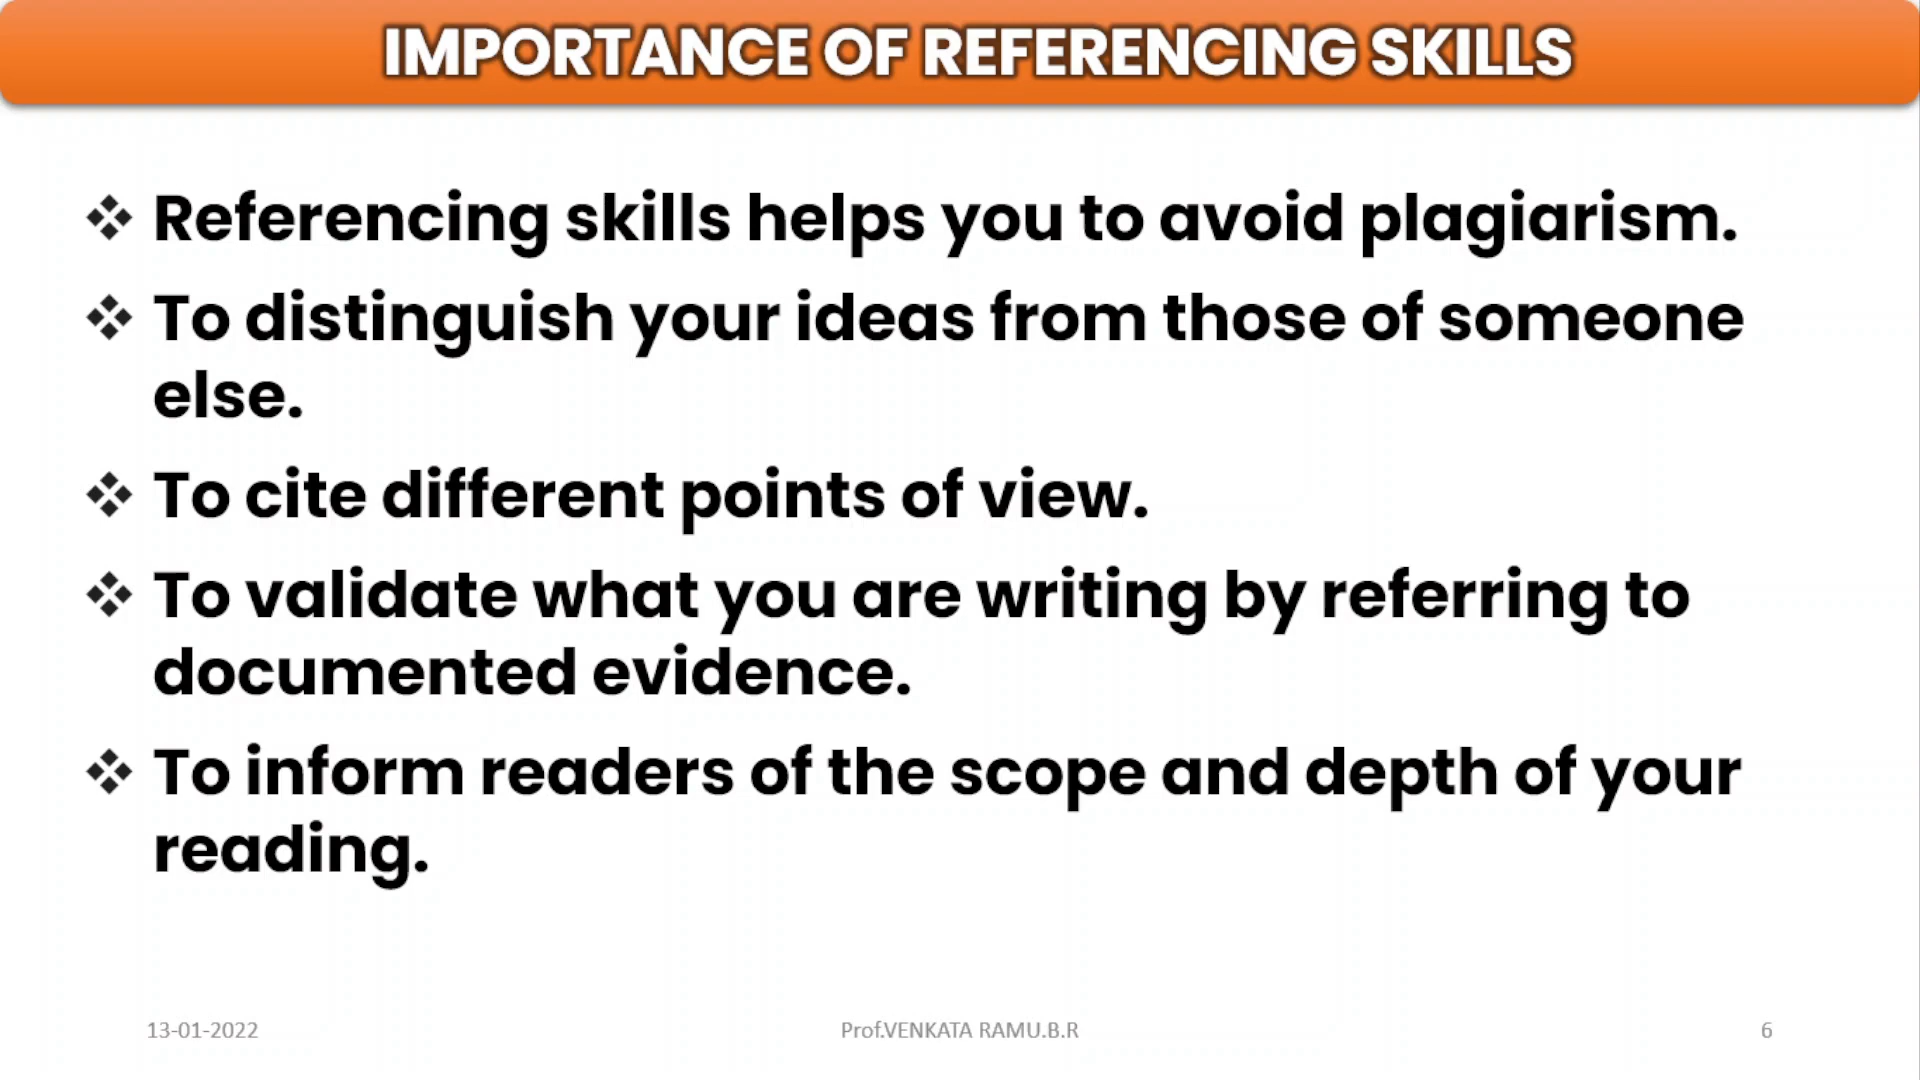 IMPORTANCE OF REFERENCING SKILLS
❖ Referencing skills helps you to avoid plagiarism.
❖ To distinguish your ideas from those of someone
else.
❖ To cite different points of view.
❖ To validate what you are writing by referring to
documented evidence.
❖ To inform readers of the scope and depth of your
reading.
13-01-2022
Prof.VENKATA RAMU.B.R
6